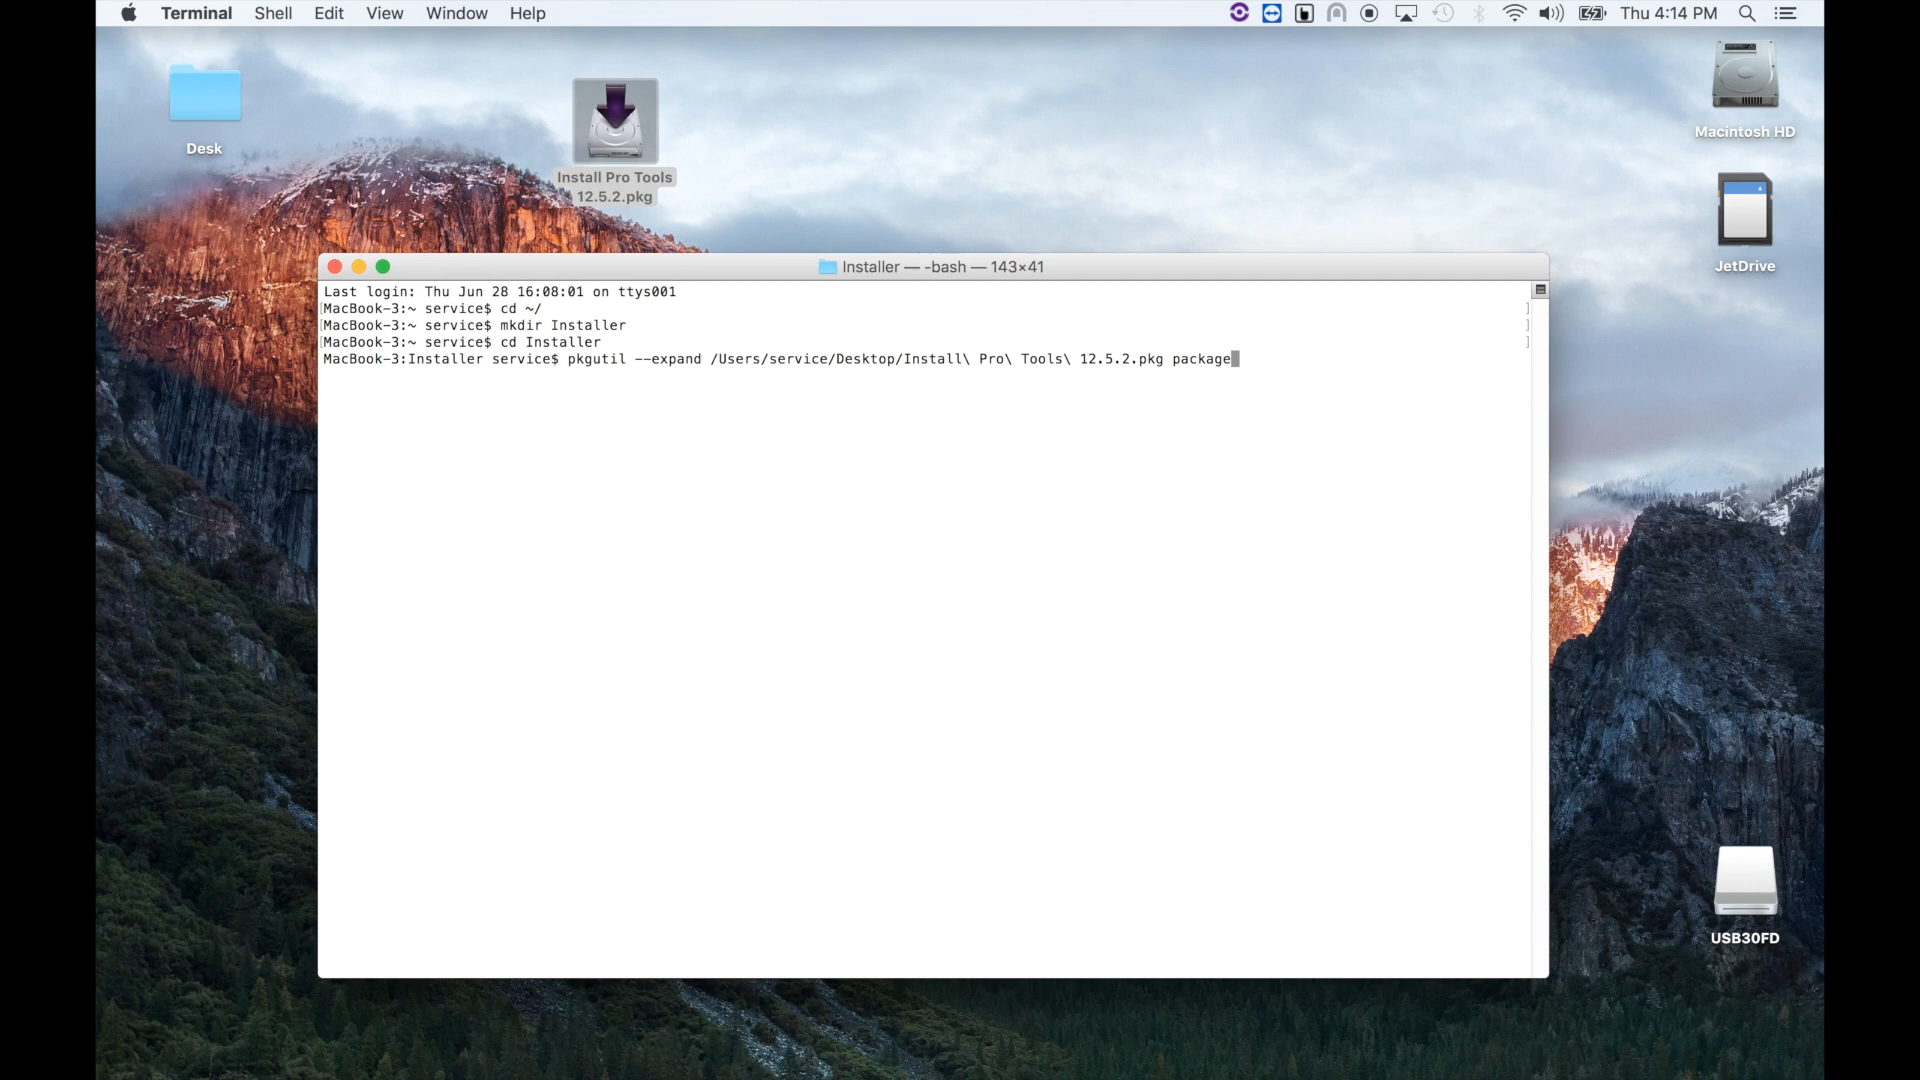 Terminal Shell Edit View Window Help Thu 4:14 PM
Desk
Install Pro Tools
12.5.2.pkg
Macintosh HD
JetDrive
Installer — -bash — 143×41
Last login: Thu Jun 28 16:08:01 on ttys001
[MacBook-3:~ service$ cd ~/ ]
[MacBook-3:~ service$ mkdir Installer ]
[MacBook-3:~ service$ cd Installer ]
MacBook-3:Installer service$ pkgutil --expand /Users/service/Desktop/Install\ Pro\ Tools\ 12.5.2.pkg package
USB30FD